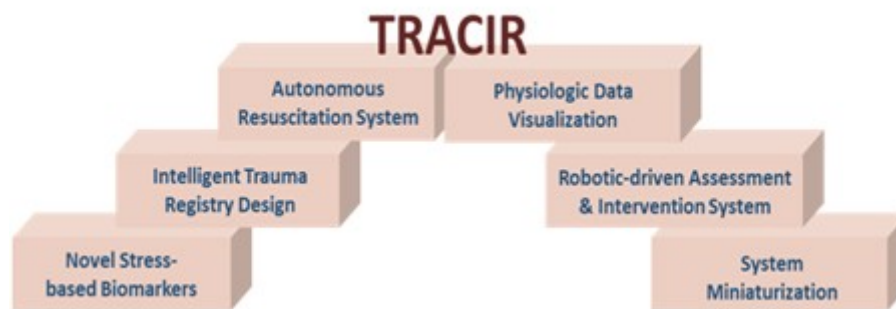 TRACIR
Autonomous
Resuscitation System
Physiologic Data
Visualization
Intelligent Trauma
Registry Design
Robotic-driven Assessment
& Intervention System
Novel Stress-
based Biomarkers
System
Miniaturization